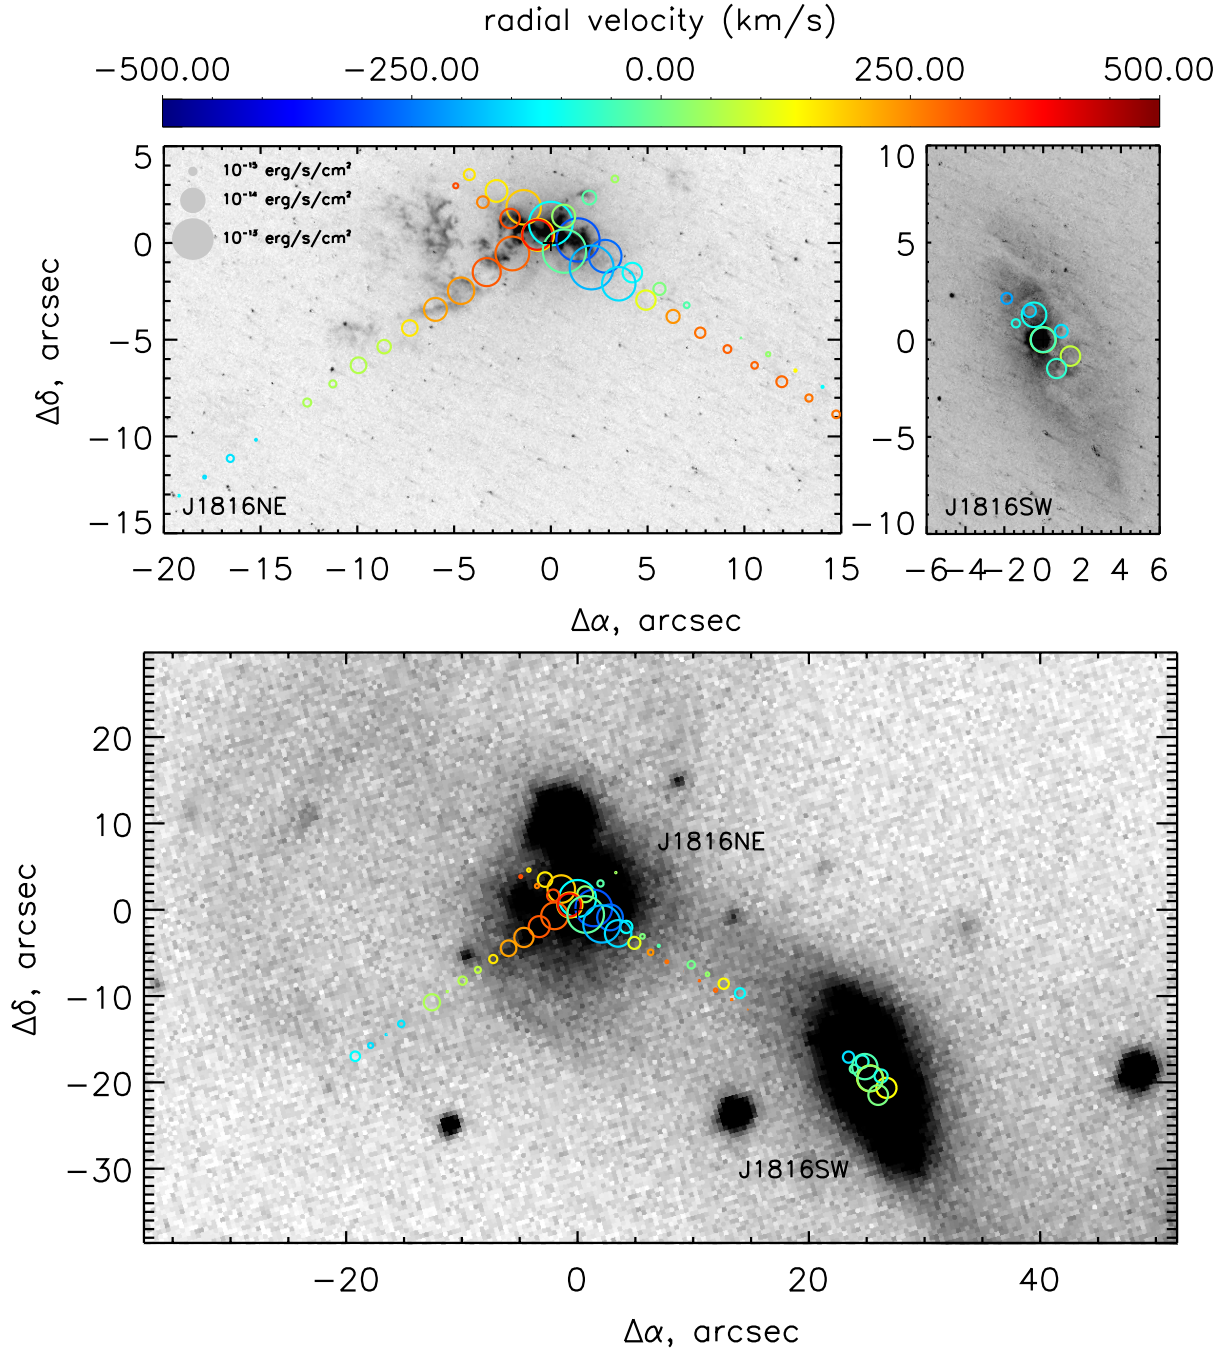 radial velocity (km/s)
−500.00 −250.00 0.00 250.00 500.00
10⁻¹⁵ erg/s/cm²
10⁻¹⁴ erg/s/cm²
10⁻¹³ erg/s/cm²
5
0
−5
−10
−15
Δδ, arcsec
J1816NE
−20 −15 −10 −5 0 5 10 15
10
5
0
−5
−10
J1816SW
−6 −4 −2 0 2 4 6
Δα, arcsec
20
10
0
−10
−20
−30
Δδ, arcsec
J1816NE
J1816SW
−20 0 20 40
Δα, arcsec